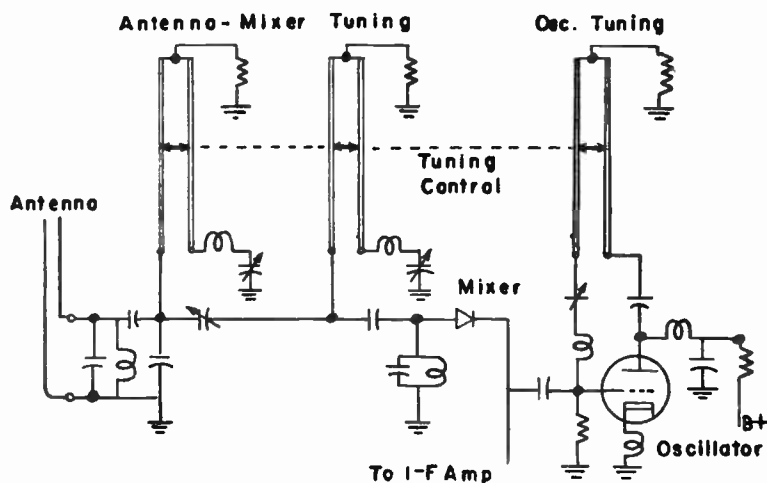 Antenna-Mixer Tuning
Osc. Tuning
Tuning
Control
Antenna
Mixer
B+
Oscillator
To I-F Amp